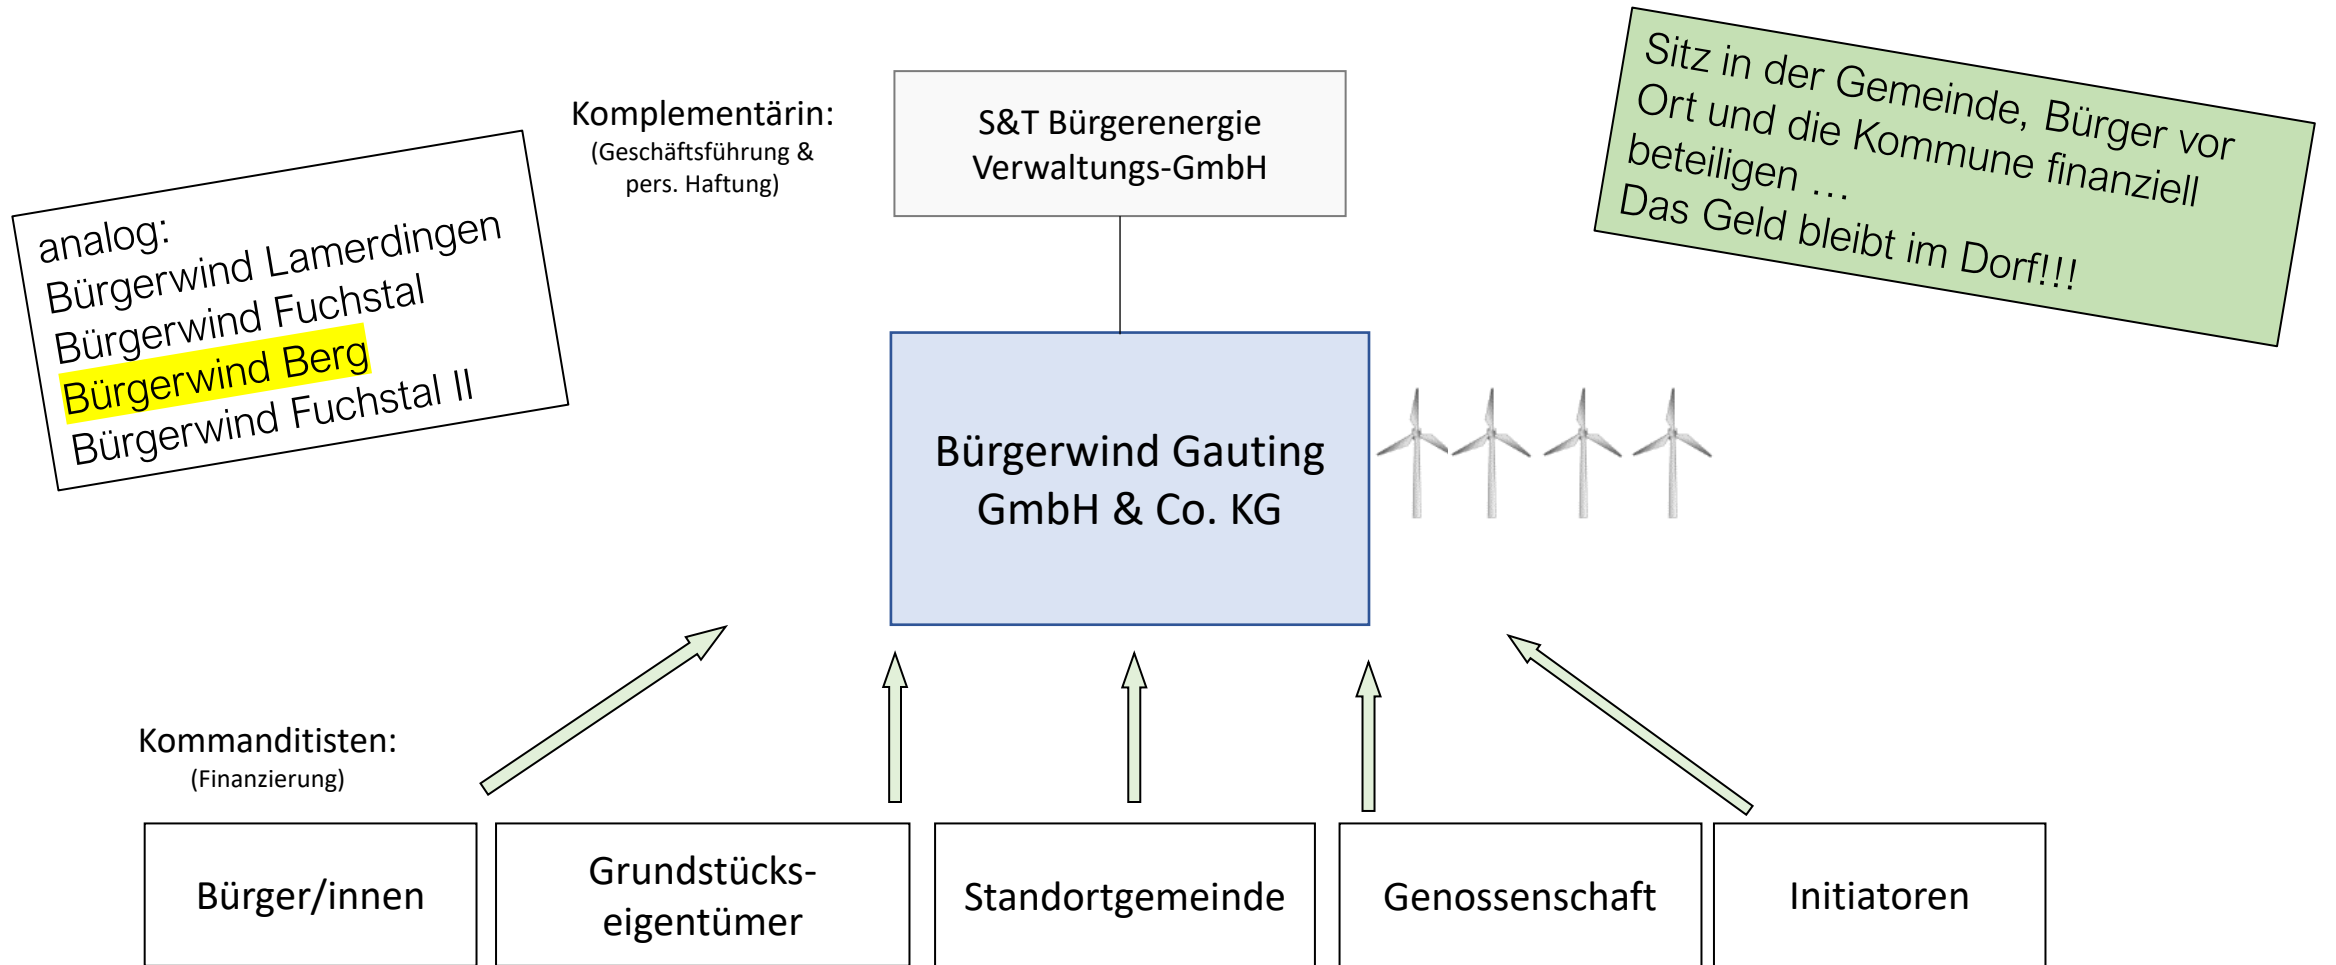 Komplementärin:
(Geschäftsführung &
pers. Haftung)
S&T Bürgerenergie
Verwaltungs-GmbH
Sitz in der Gemeinde, Bürger vor
Ort und die Kommune finanziell
beteiligen …
Das Geld bleibt im Dorf!!!
analog:
Bürgerwind Lamerdingen
Bürgerwind Fuchstal
Bürgerwind Berg
Bürgerwind Fuchstal II
Bürgerwind Gauting
GmbH & Co. KG
Kommanditisten:
(Finanzierung)
Bürger/innen
Grundstücks-
eigentümer
Standortgemeinde
Genossenschaft
Initiatoren